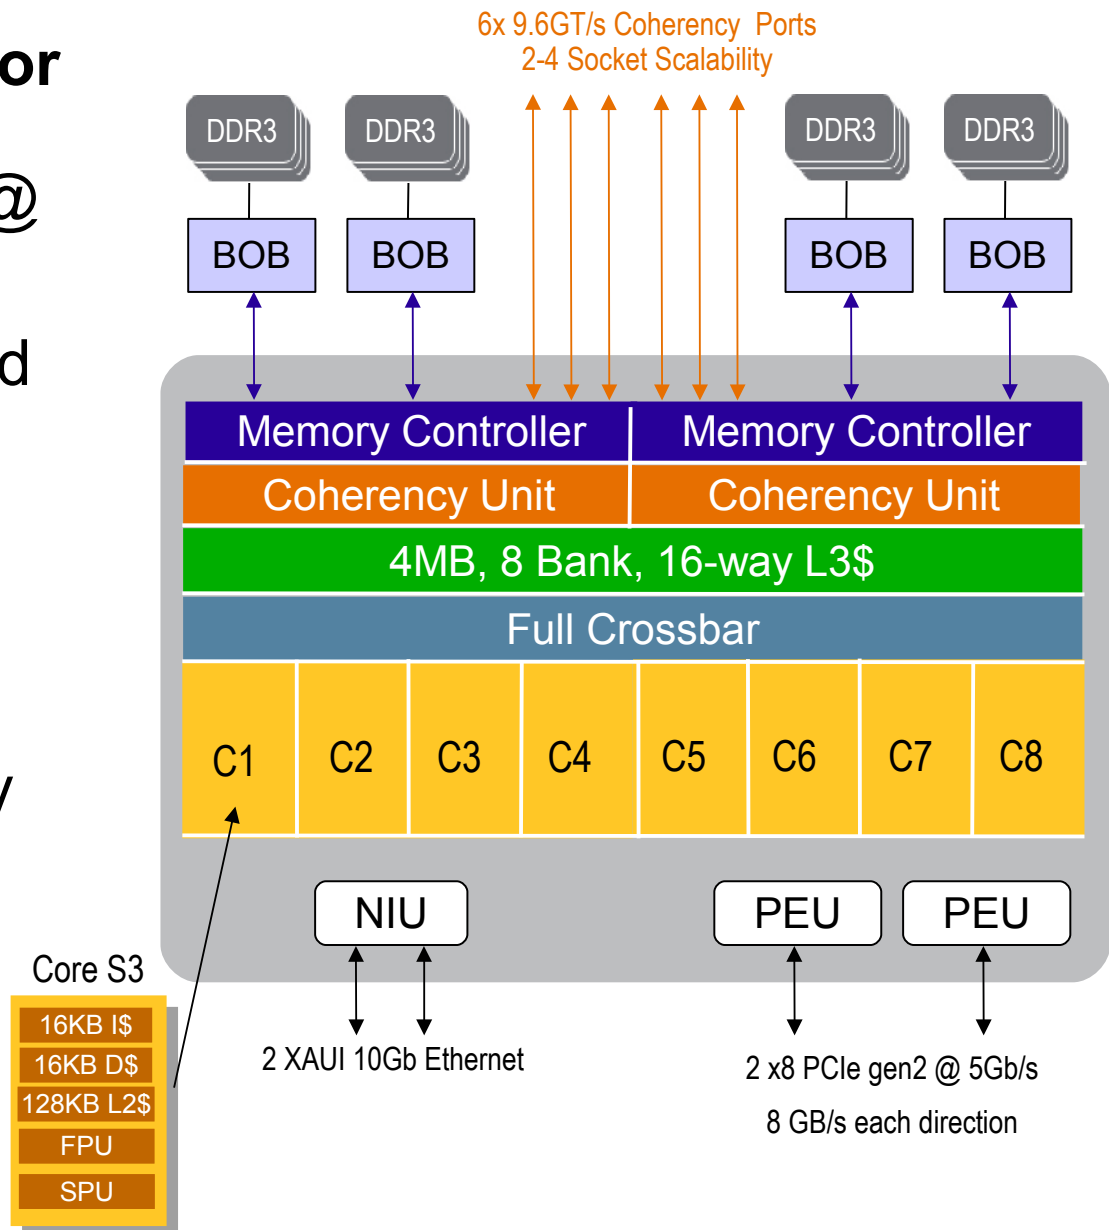 6x 9.6GT/s Coherency Ports
2-4 Socket Scalability
or
DDR3 DDR3 DDR3 DDR3
@
BOB BOB BOB BOB
d
Memory Controller Memory Controller
Coherency Unit Coherency Unit
4MB, 8 Bank, 16-way L3$
Full Crossbar
C1 C2 C3 C4 C5 C6 C7 C8
y
NIU PEU PEU
Core S3
16KB I$
16KB D$
128KB L2$
FPU
SPU
2 XAUI 10Gb Ethernet
2 x8 PCIe gen2 @ 5Gb/s
8 GB/s each direction